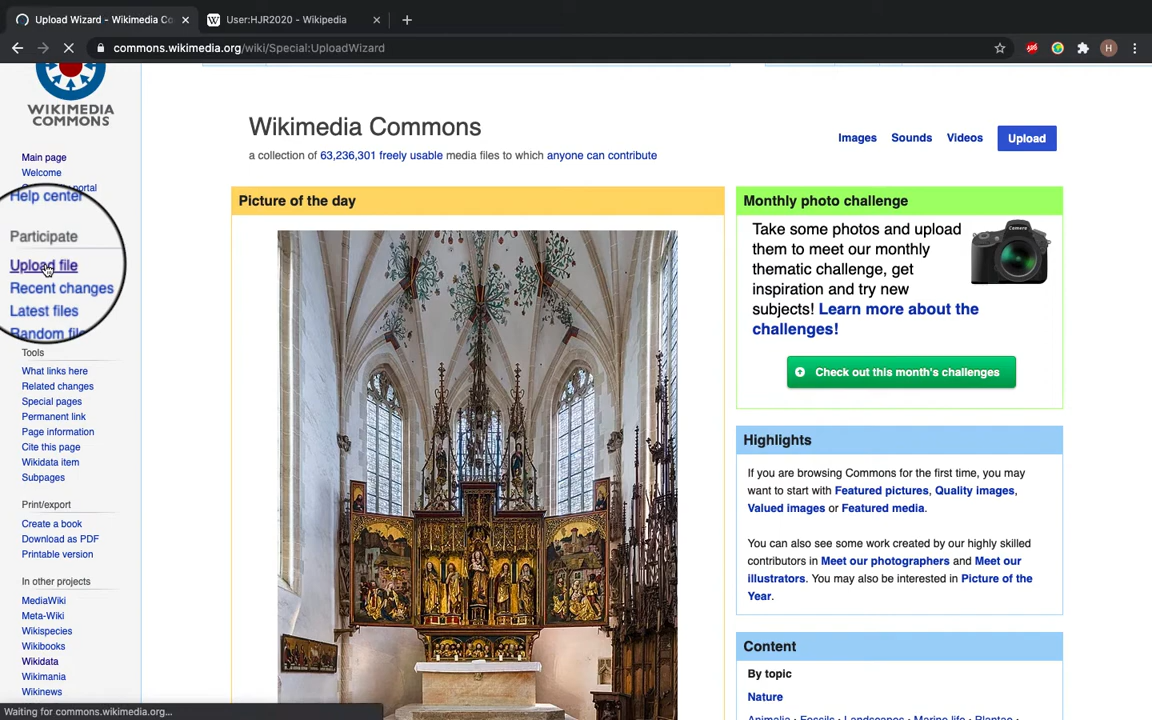 Upload Wizard - Wikimedia Co
User:HJR2020 - Wikipedia
commons.wikimedia.org/wiki/Special:UploadWizard
H
WIKIMEDIA
COMMONS
Main page
Welcome
portal
Help center
Participate
Upload file
Recent changes
Latest files
Random file
Tools
What links here
Related changes
Special pages
Permanent link
Page information
Cite this page
Wikidata item
Subpages
Print/export
Create a book
Download as PDF
Printable version
In other projects
MediaWiki
Meta-Wiki
Wikispecies
Wikibooks
Wikidata
Wikimania
Wikinews
Waiting for commons.wikimedia.org...
Wikimedia Commons
a collection of 63,236,301 freely usable media files to which anyone can contribute
Images Sounds Videos Upload
Picture of the day
Monthly photo challenge
Take some photos and upload
them to meet our monthly
thematic challenge, get
inspiration and try new
subjects! Learn more about the
challenges!
Check out this month's challenges
Highlights
If you are browsing Commons for the first time, you may
want to start with Featured pictures, Quality images,
Valued images or Featured media.
You can also see some work created by our highly skilled
contributors in Meet our photographers and Meet our
illustrators. You may also be interested in Picture of the
Year.
Content
By topic
Nature
Animalia · Fossils · Landscapes · Marine life · Plantae ·